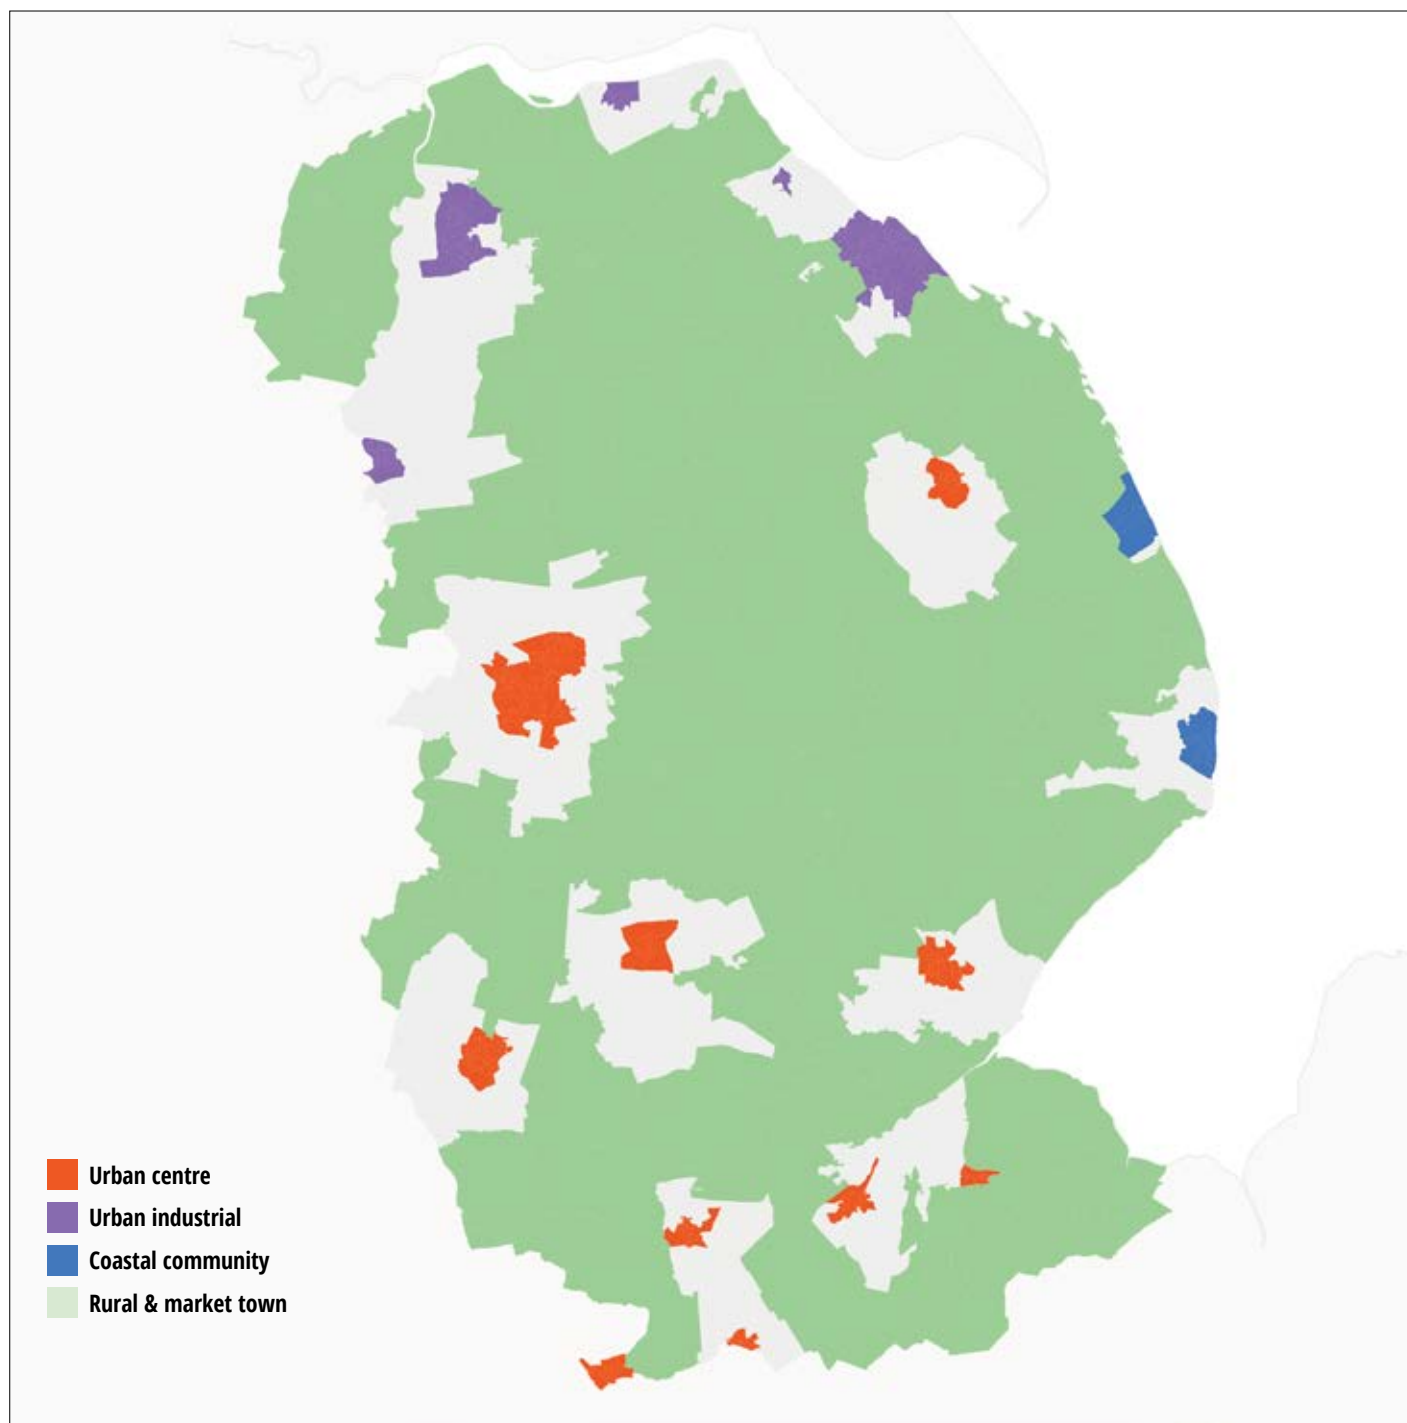 Urban centre
Urban industrial
Coastal community
Rural & market town